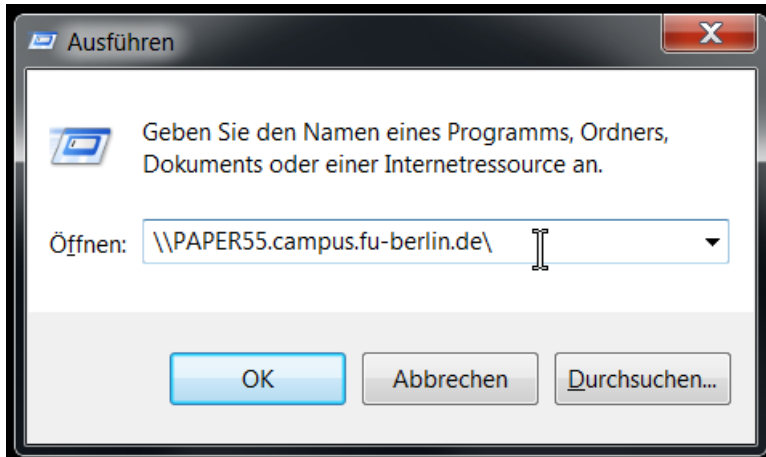 Ausführen
Geben Sie den Namen eines Programms, Ordners,
Dokuments oder einer Internetressource an.
Öffnen: \\PAPER55.campus.fu-berlin.de\
OK Abbrechen Durchsuchen...